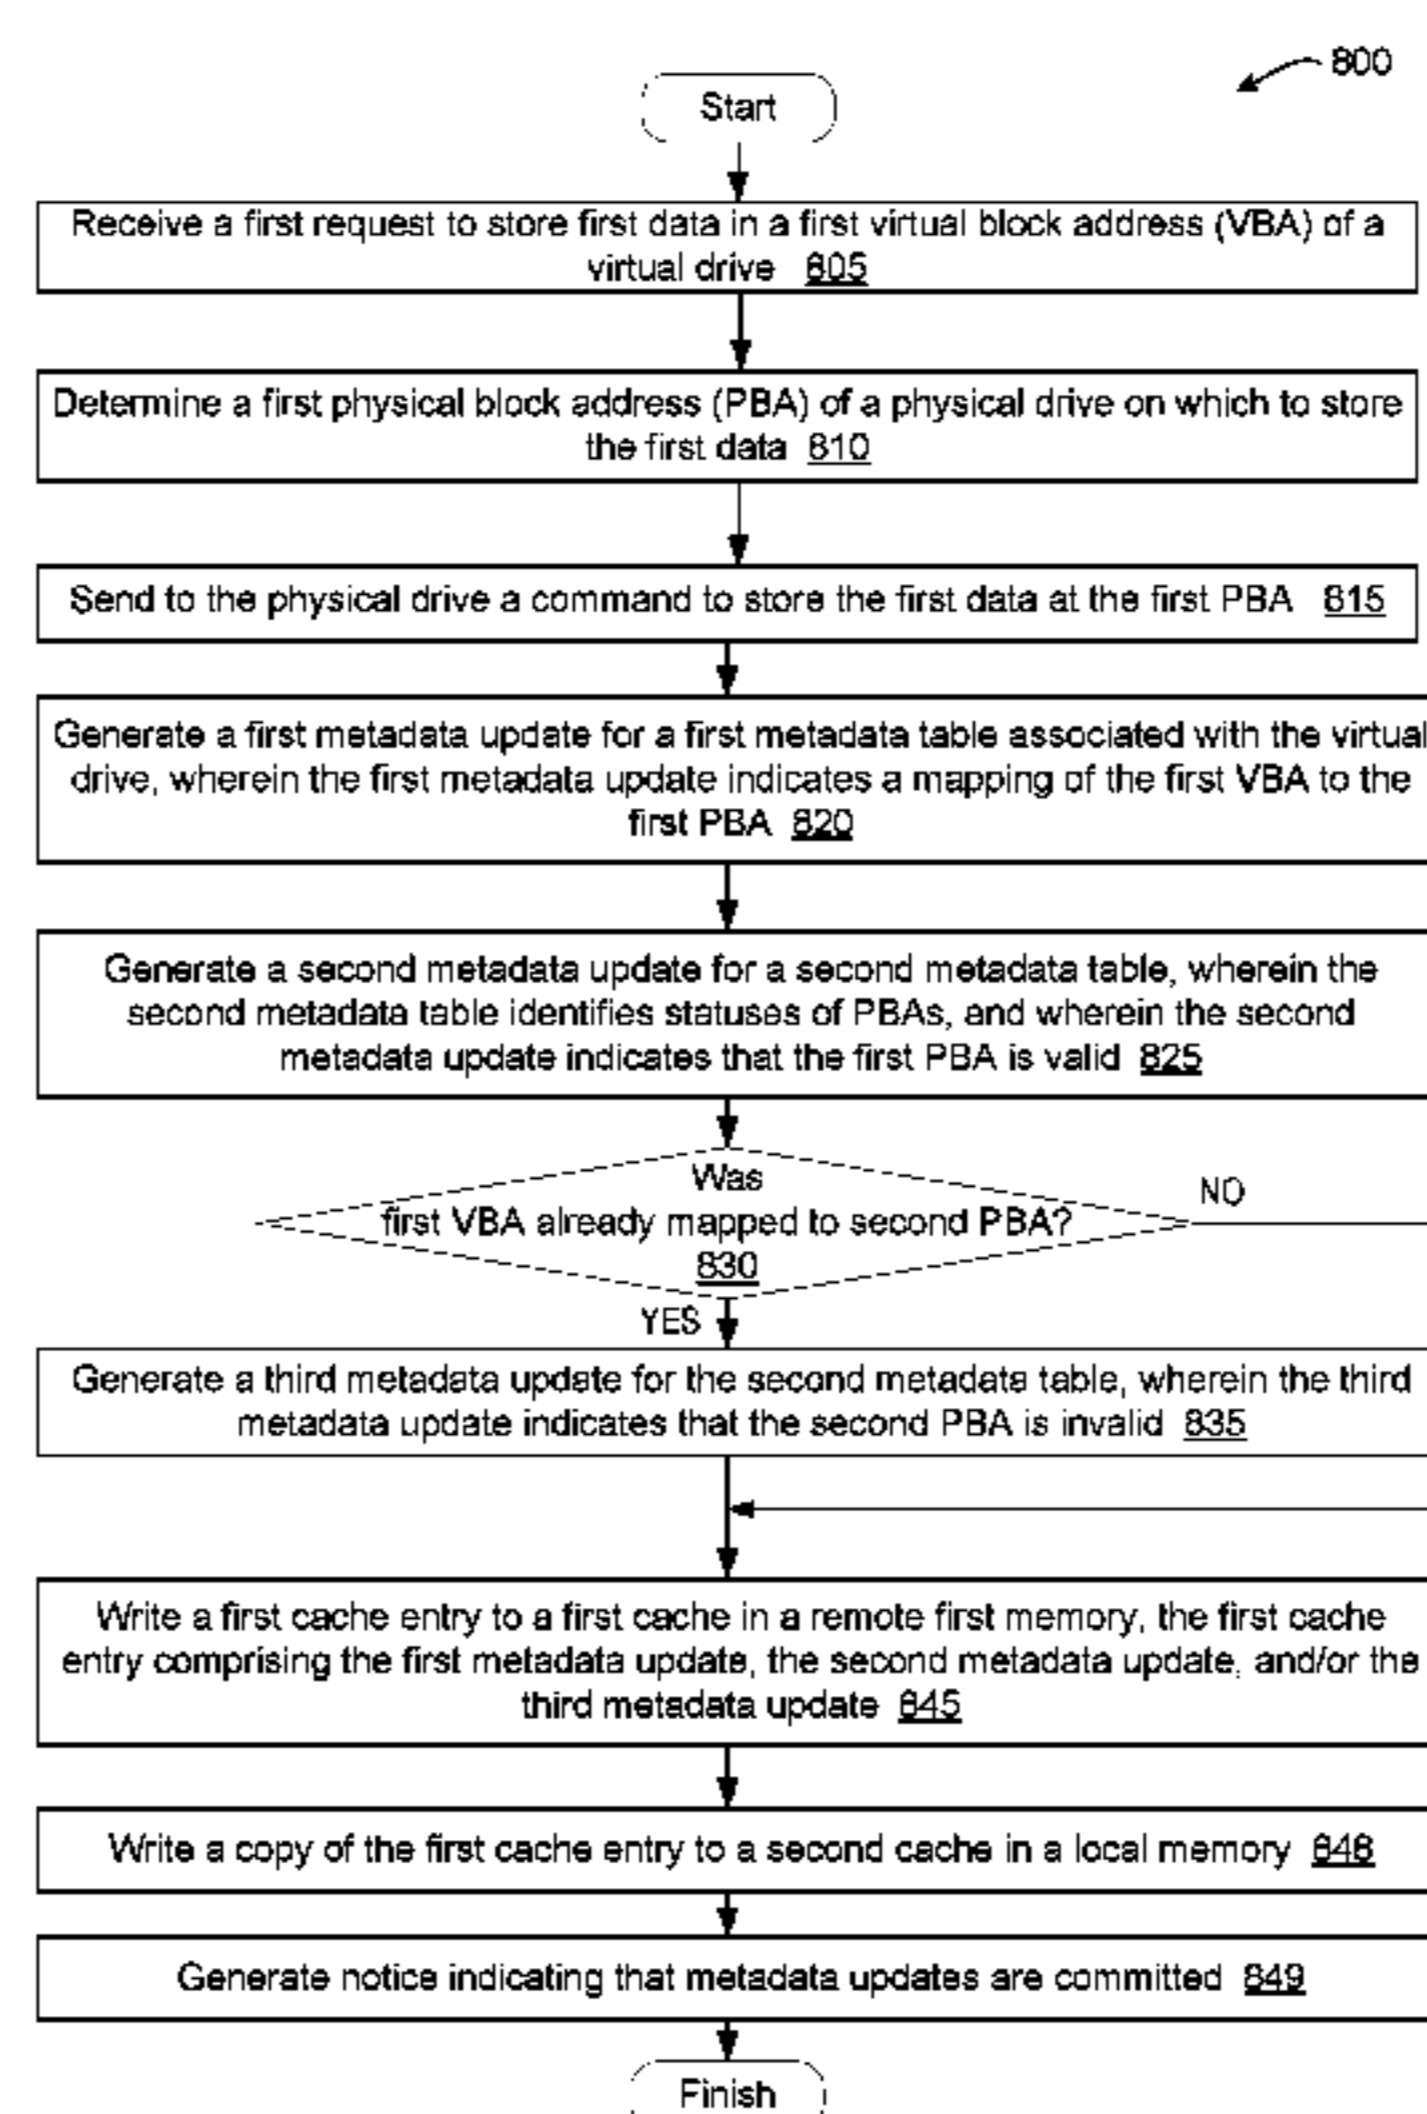 800
Start
Receive a first request to store first data in a first virtual block address (VBA) of a
virtual drive 805
Determine a first physical block address (PBA) of a physical drive on which to store
the first data 810
Send to the physical drive a command to store the first data at the first PBA 815
Generate a first metadata update for a first metadata table associated with the virtual
drive, wherein the first metadata update indicates a mapping of the first VBA to the
first PBA 820
Generate a second metadata update for a second metadata table, wherein the
second metadata table identifies statuses of PBAs, and wherein the second
metadata update indicates that the first PBA is valid 825
Was
first VBA already mapped to second PBA?
830
NO
YES
Generate a third metadata update for the second metadata table, wherein the third
metadata update indicates that the second PBA is invalid 835
Write a first cache entry to a first cache in a remote first memory, the first cache
entry comprising the first metadata update, the second metadata update, and/or the
third metadata update 845
Write a copy of the first cache entry to a second cache in a local memory 848
Generate notice indicating that metadata updates are committed 849
Finish